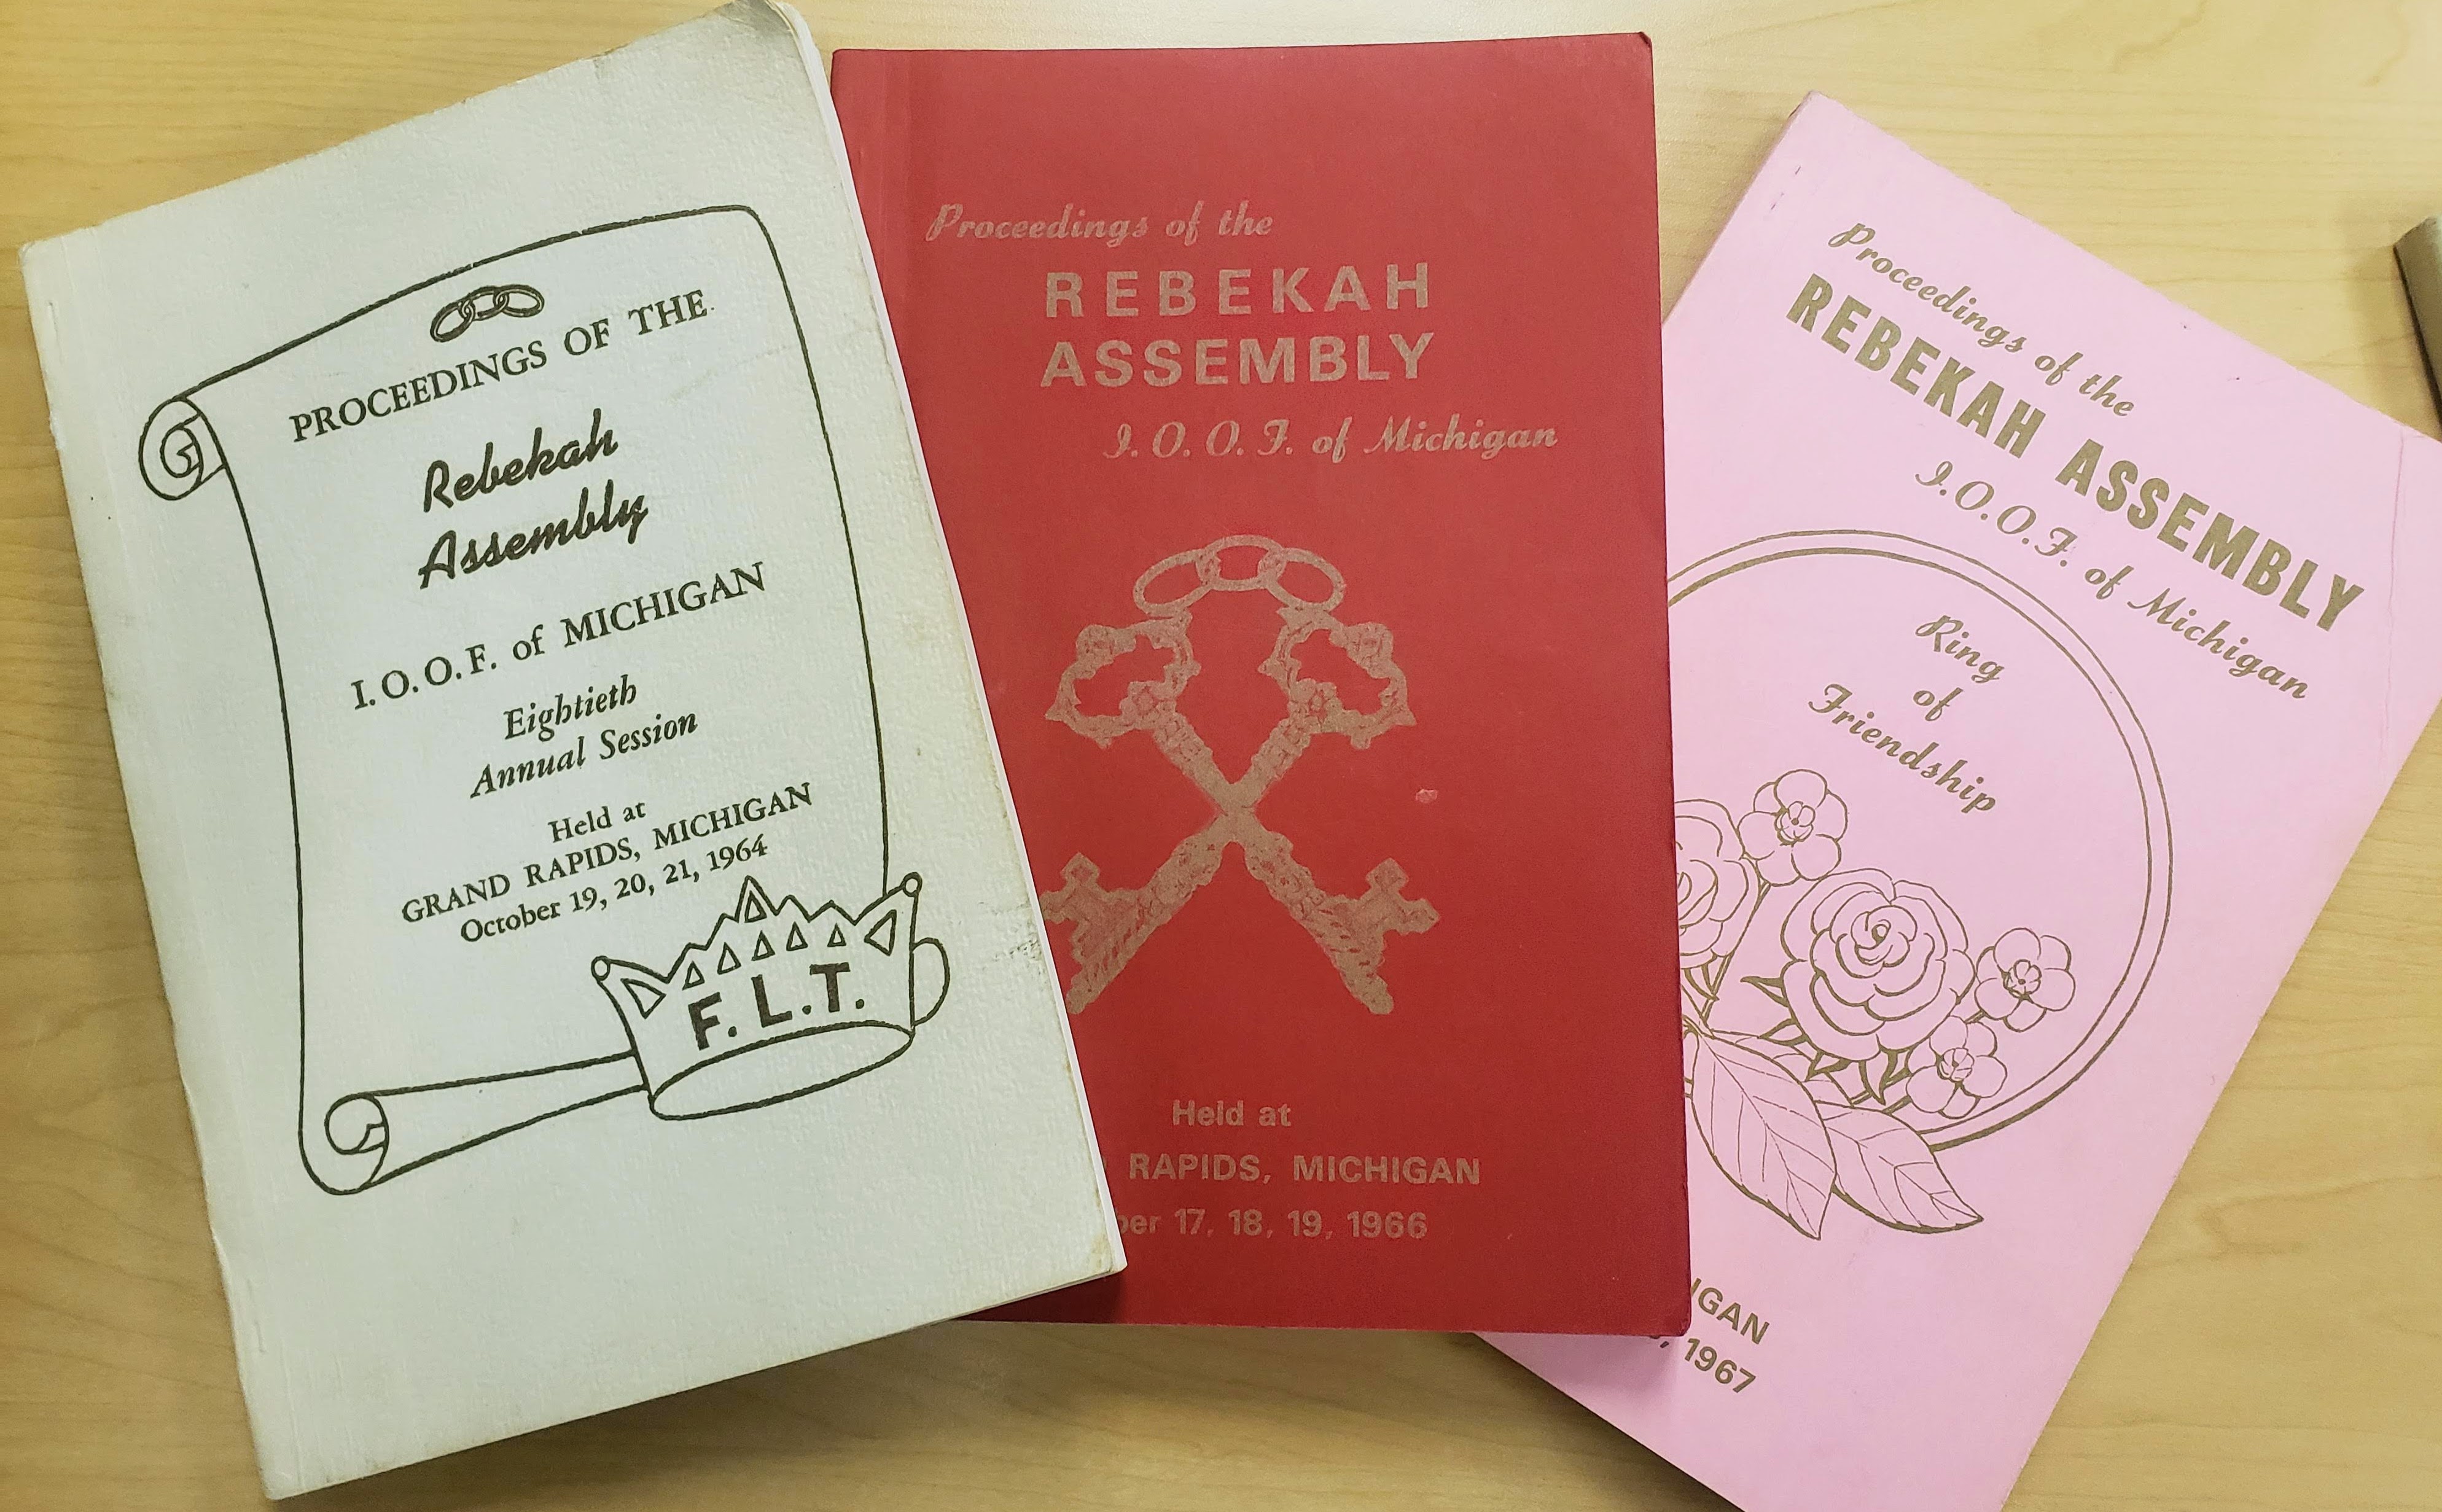 PROCEEDINGS OF THE
Rebekah
Assembly
I.O.O.F. of MICHIGAN
Eightieth
Annual Session
Held at
GRAND RAPIDS, MICHIGAN
October 19, 20, 21, 1964
F.L.T.
Proceedings of the
REBEKAH
ASSEMBLY
I.O.O.F. of Michigan
Held at
RAPIDS, MICHIGAN
17, 18, 19, 1966
Proceedings of the
REBEKAH ASSEMBLY
I.O.O.F. of Michigan
Ring
of
Friendship
IGAN
, 1967